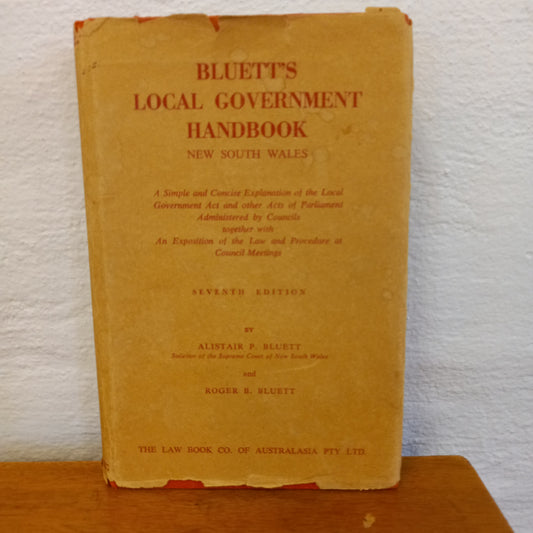 BLUETT'S
LOCAL GOVERNMENT
HANDBOOK
NEW SOUTH WALES
A Simple and Concise Explanation of the Local
Government Act and other Acts of Parliament
Administered by Councils
together with
An Exposition of the Law and Procedure at
Council Meetings
SEVENTH EDITION
BY
ALISTAIR P. BLUETT
Solicitor of the Supreme Court of New South Wales
and
ROGER B. BLUETT
THE LAW BOOK CO. OF AUSTRALASIA PTY LTD.